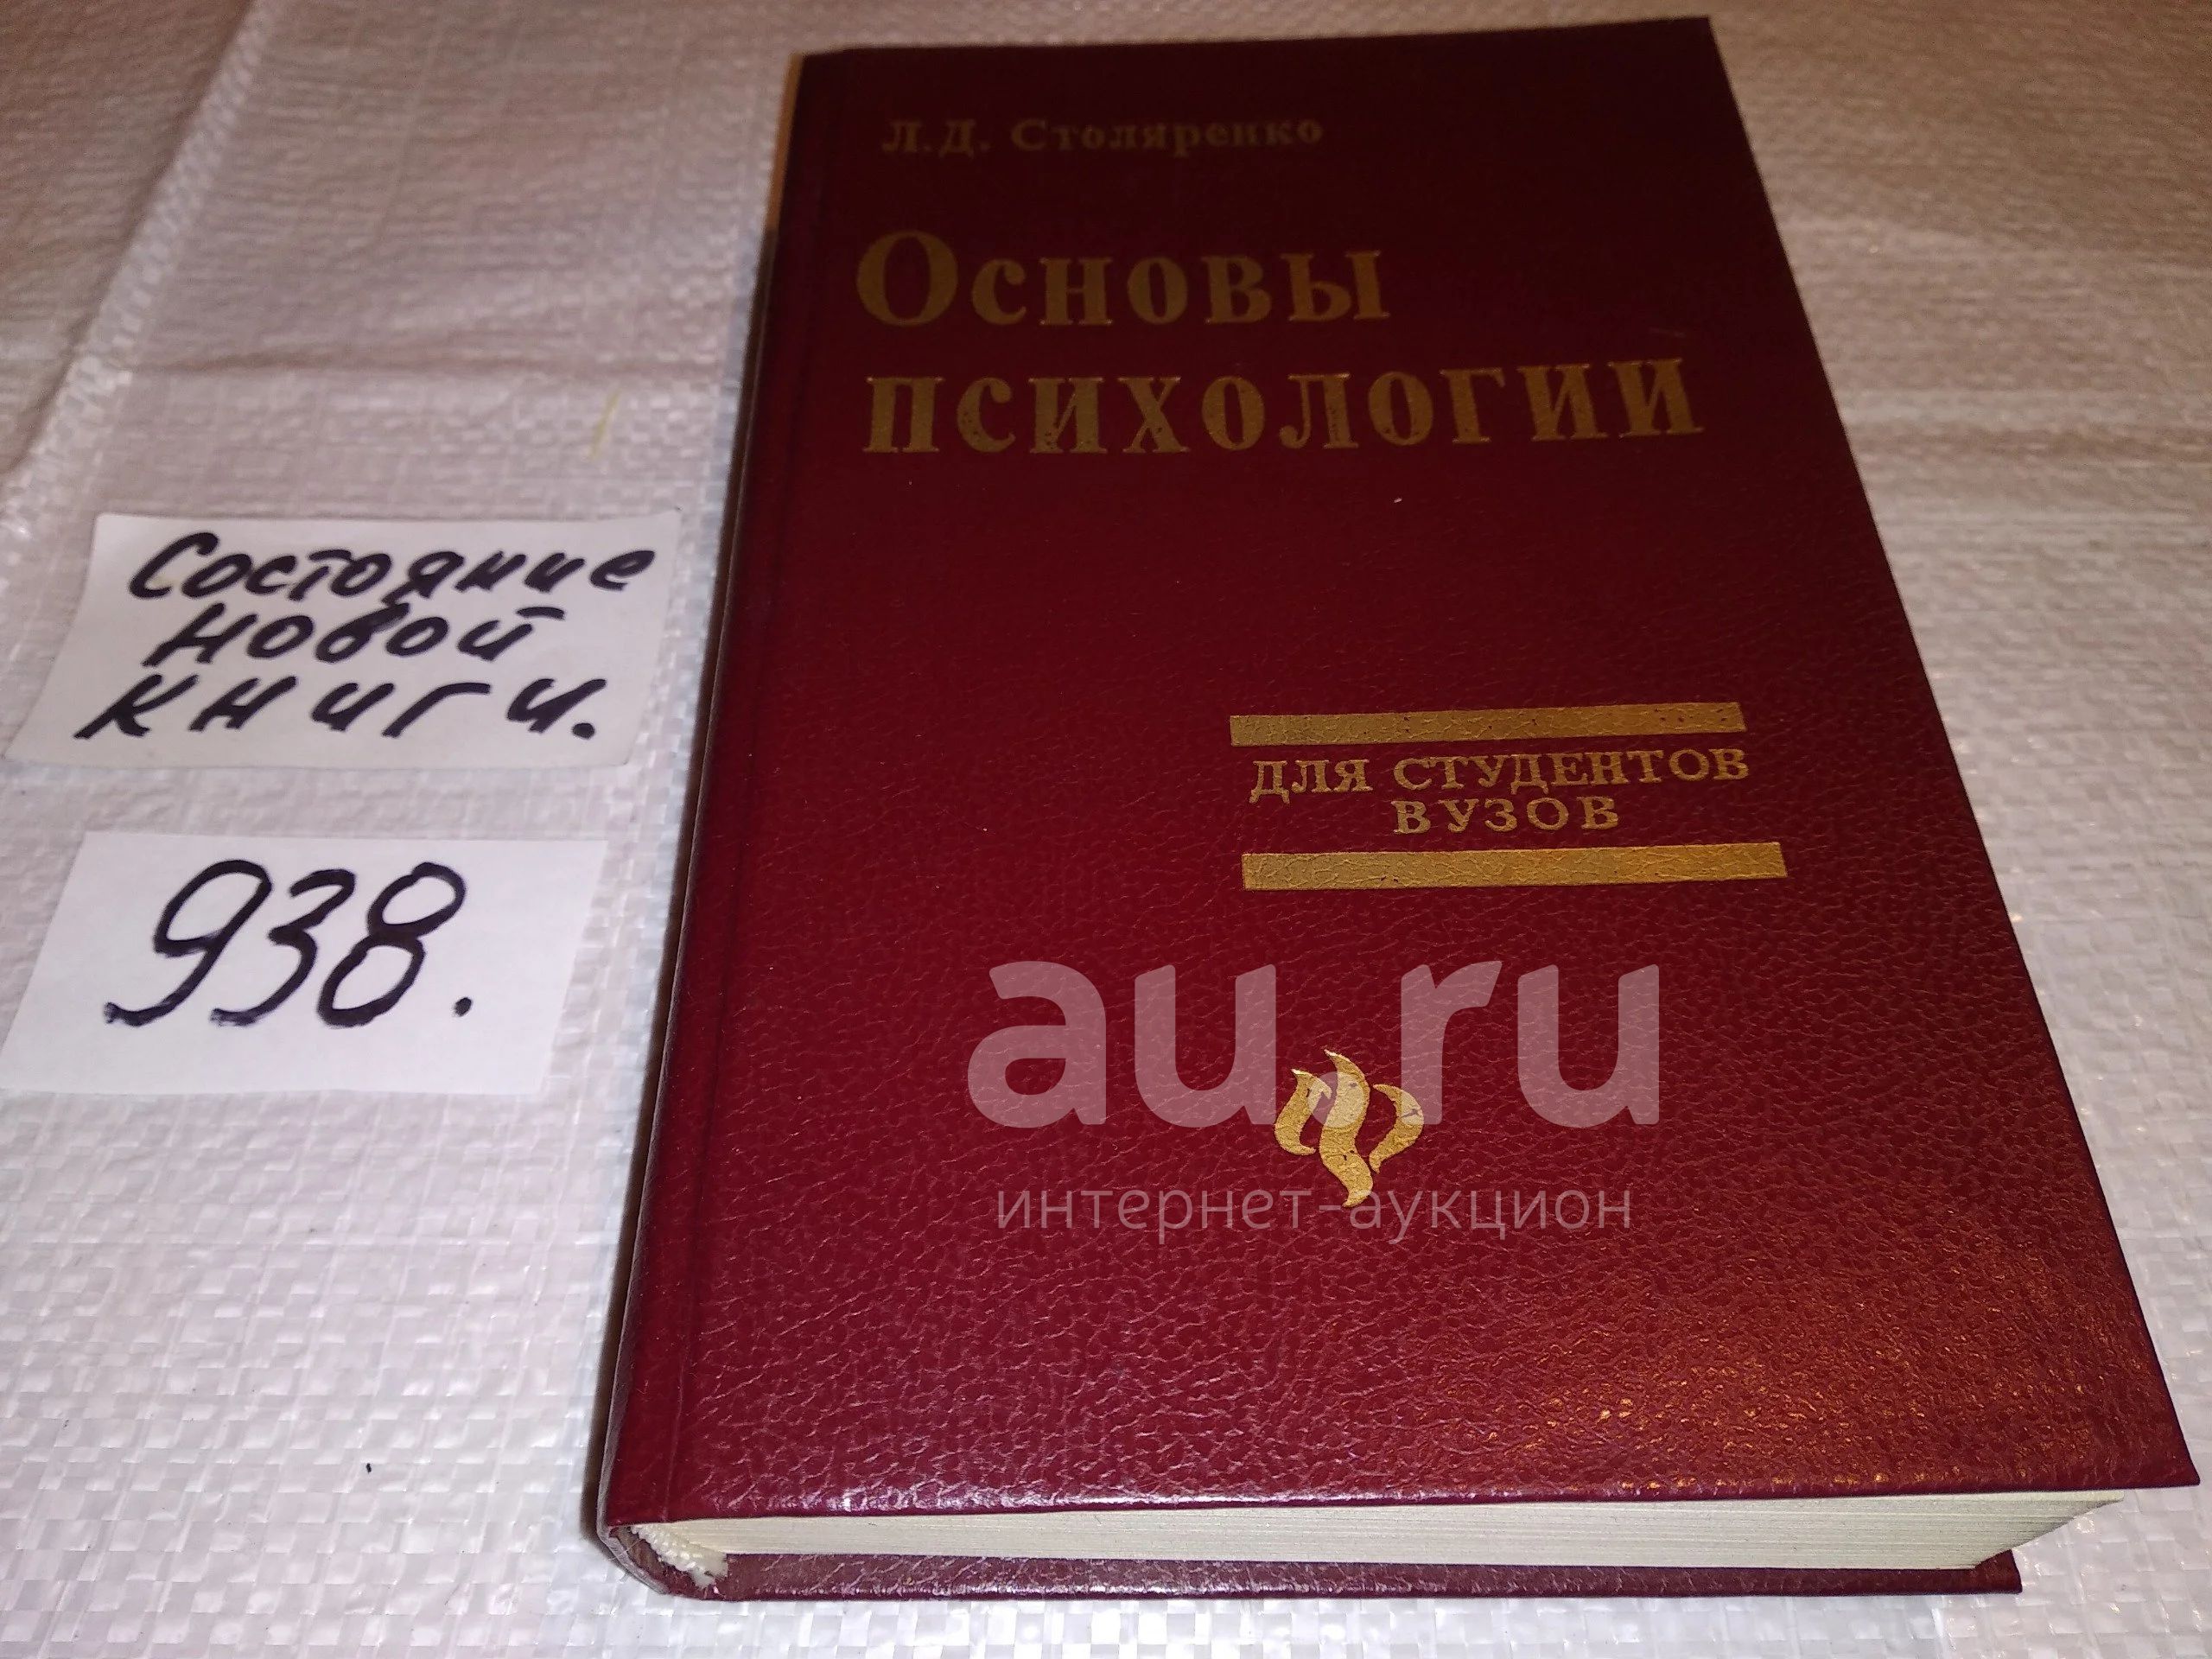 Л.Д. Столяренко
Основы
психологии
Состояние
новой
книги.
ДЛЯ СТУДЕНТОВ
ВУЗОВ
938.
au.ru
интернет-аукцион